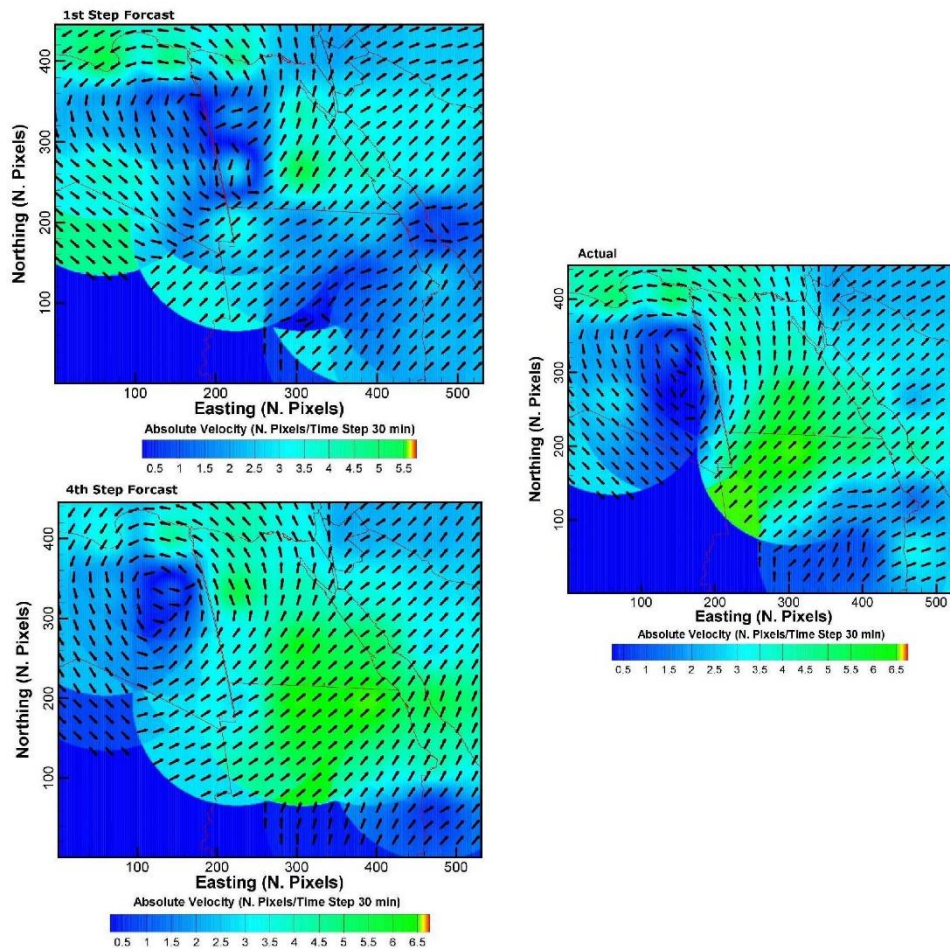 1st Step Forcast
Northing (N. Pixels)
400
300
200
100
100 200 300 400 500
Easting (N. Pixels)
Absolute Velocity (N. Pixels/Time Step 30 min)
0.5 1 1.5 2 2.5 3 3.5 4 4.5 5 5.5
Actual
Northing (N. Pixels)
400
300
200
100
100 200 300 400 500
Easting (N. Pixels)
Absolute Velocity (N. Pixels/Time Step 30 min)
0.5 1 1.5 2 2.5 3 3.5 4 4.5 5 5.5 6 6.5
4th Step Forcast
Northing (N. Pixels)
400
300
200
100
100 200 300 400 500
Easting (N. Pixels)
Absolute Velocity (N. Pixels/Time Step 30 min)
0.5 1 1.5 2 2.5 3 3.5 4 4.5 5 5.5 6 6.5